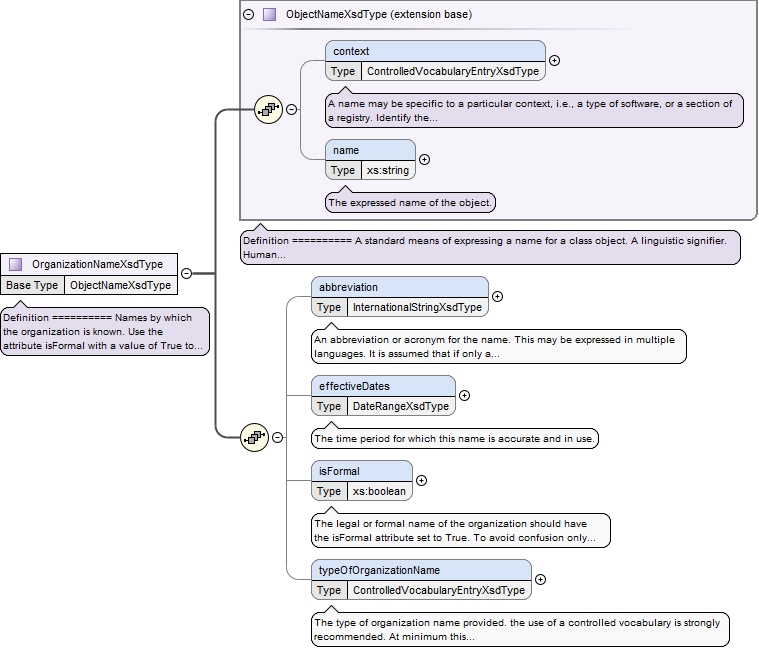 ObjectNameXsdType (extension base)
context
Type ControlledVocabularyEntryXsdType
A name may be specific to a particular context, i.e., a type of software, or a section of
a registry. Identify the...
name
Type xs:string
The expressed name of the object.
Definition ========== A standard means of expressing a name for a class object. A linguistic signifier.
Human...
OrganizationNameXsdType
Base Type ObjectNameXsdType
Definition ========== Names by which
the organization is known. Use the
attribute isFormal with a value of True to...
abbreviation
Type InternationalStringXsdType
An abbreviation or acronym for the name. This may be expressed in multiple
languages. It is assumed that if only a...
effectiveDates
Type DateRangeXsdType
The time period for which this name is accurate and in use.
isFormal
Type xs:boolean
The legal or formal name of the organization should have
the isFormal attribute set to True. To avoid confusion only...
typeOfOrganizationName
Type ControlledVocabularyEntryXsdType
The type of organization name provided. the use of a controlled vocabulary is strongly
recommended. At minimum this...